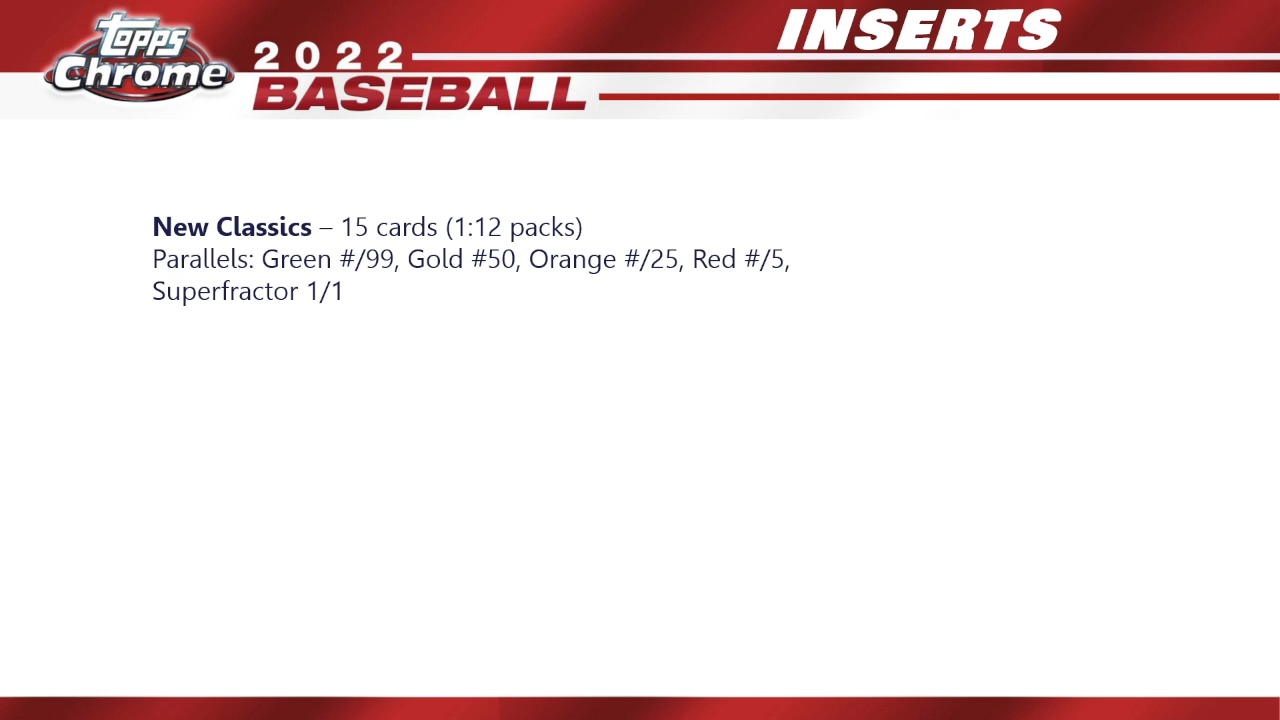 Topps
Chrome
2022
BASEBALL
INSERTS
New Classics – 15 cards (1:12 packs)
Parallels: Green #/99, Gold #50, Orange #/25, Red #/5,
Superfractor 1/1